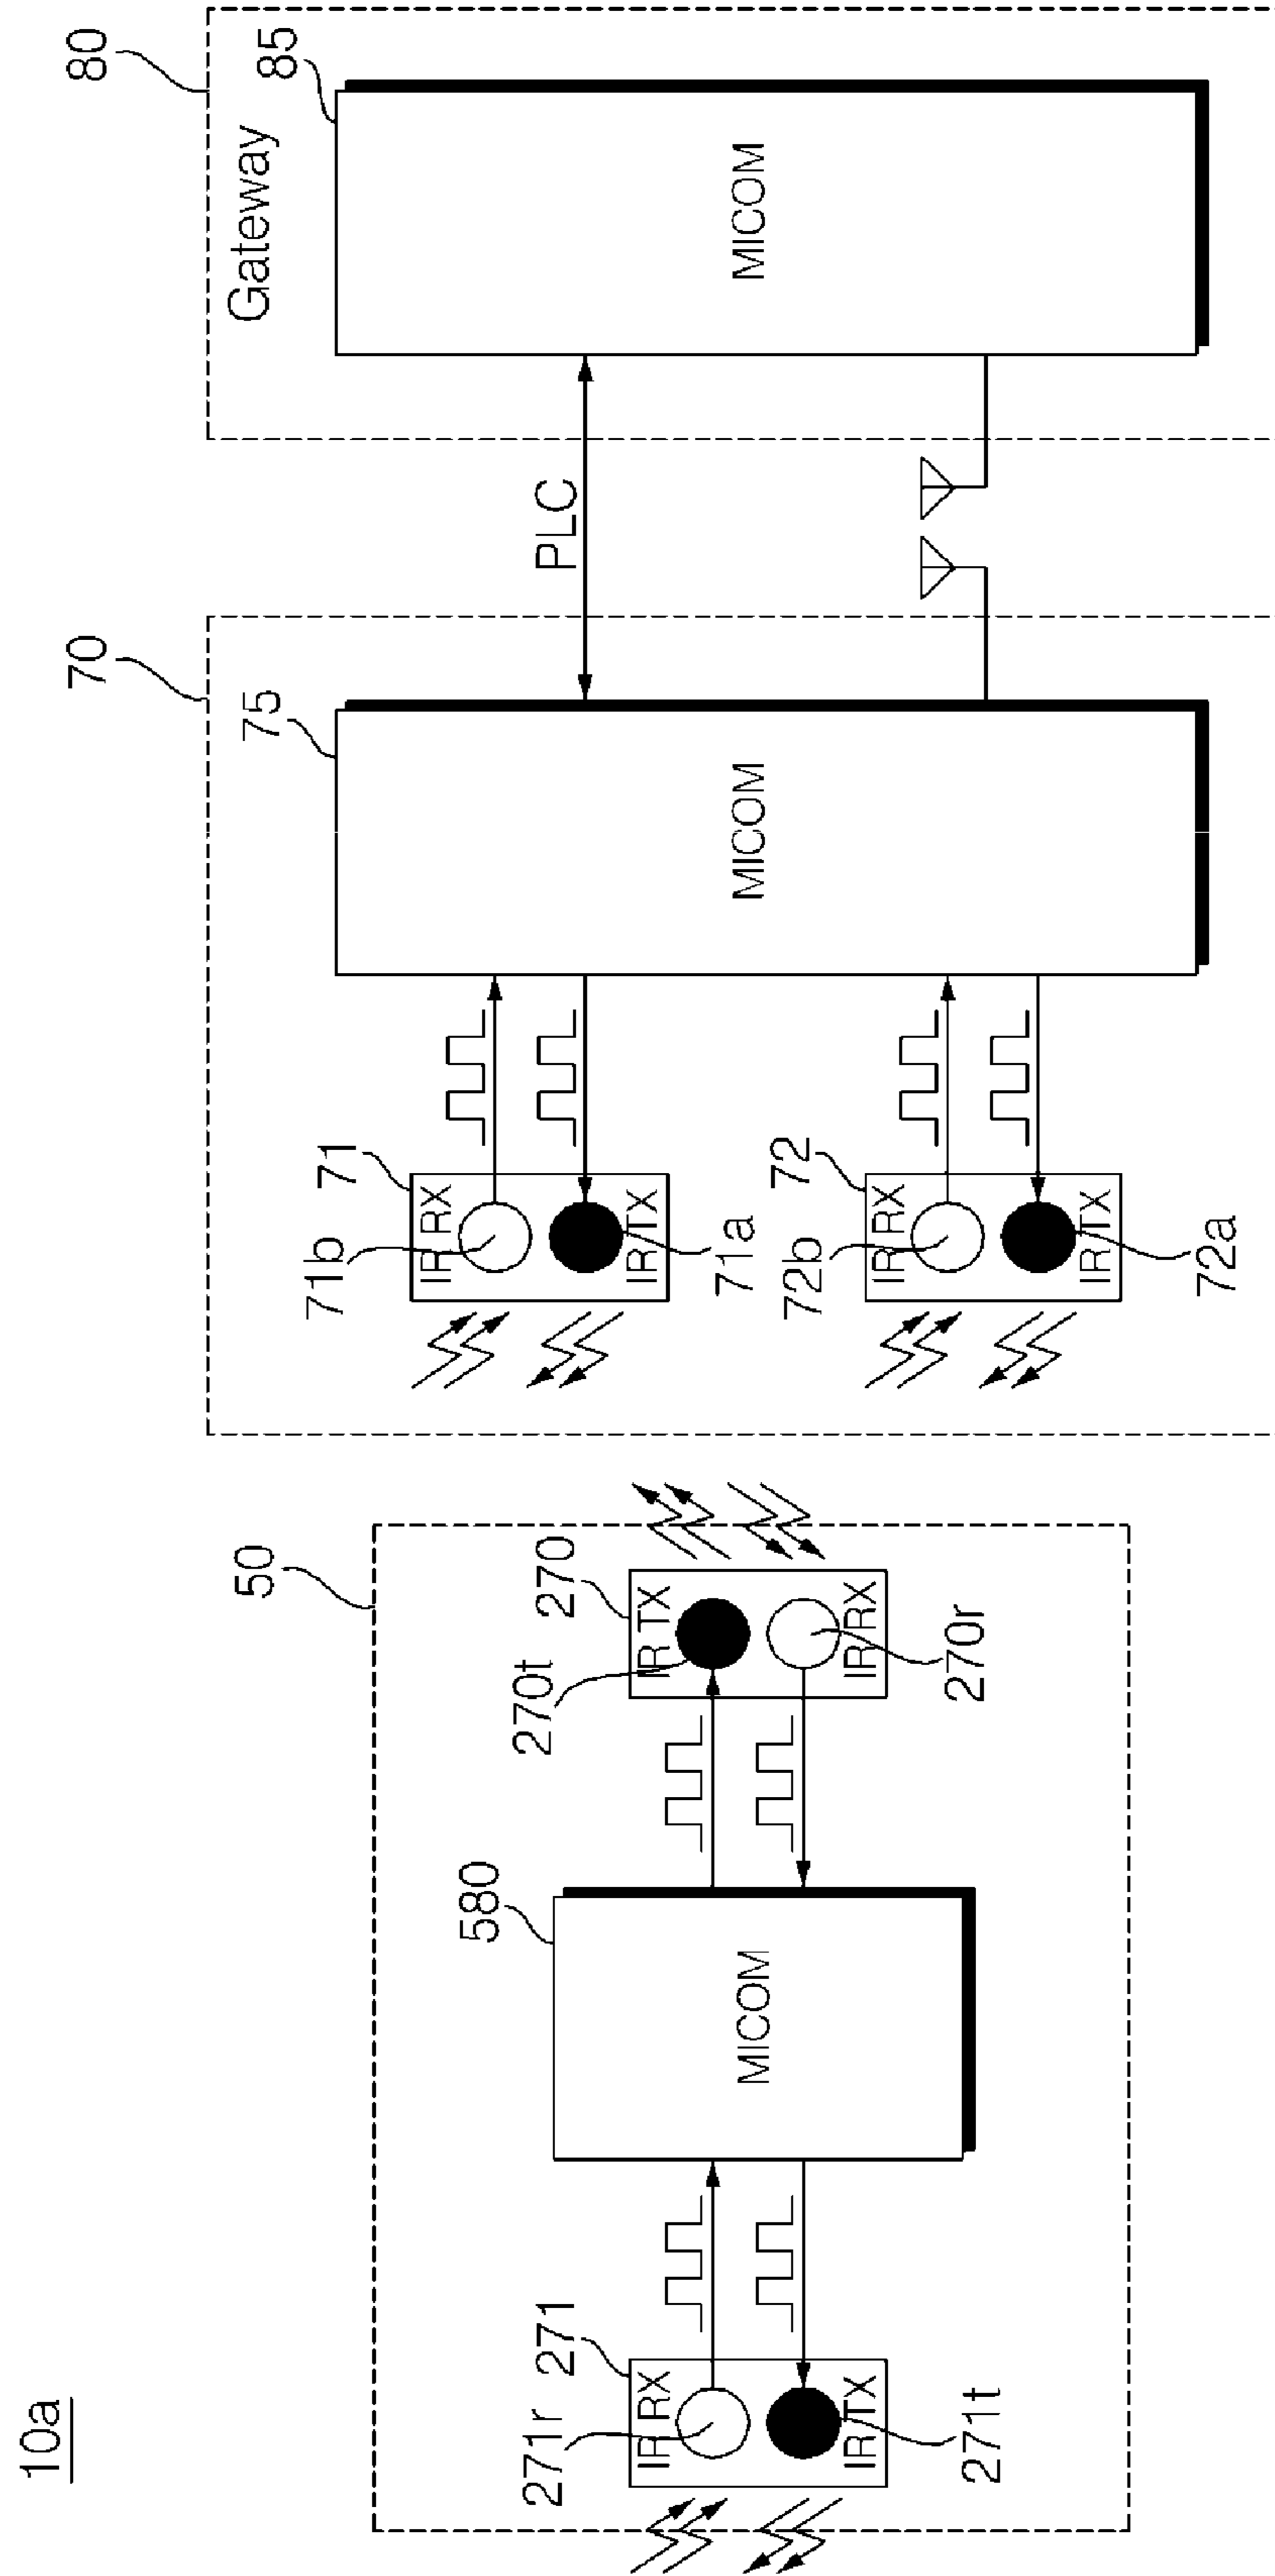 10a
50
271
IR RX
271r
IR TX
271t
580
MICOM
270
IR TX
270t
IR RX
270r
70
71
IR RX
71b
IR TX
71a
72
IR RX
72b
IR TX
72a
75
MICOM
PLC
80
Gateway
85
MICOM